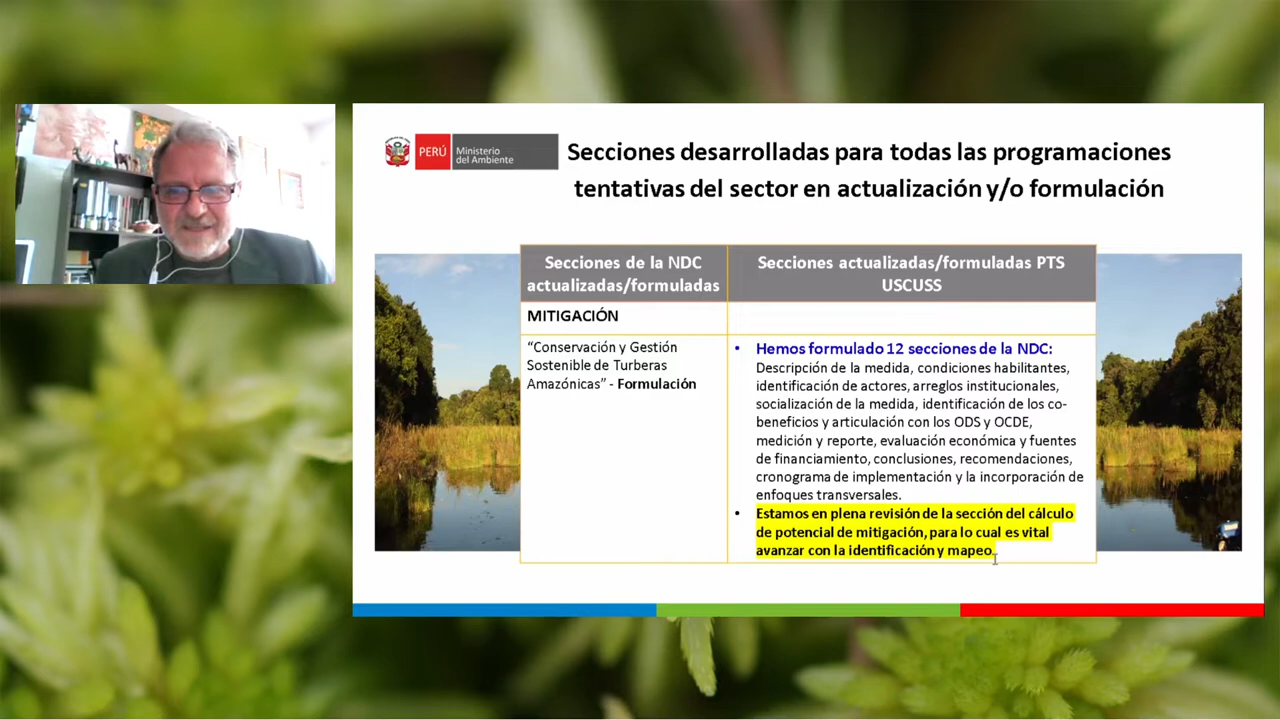 PERÚ
Ministerio
del Ambiente
Secciones desarrolladas para todas las programaciones
tentativas del sector en actualización y/o formulación
Secciones de la NDC
actualizadas/formuladas
Secciones actualizadas/formuladas PTS
USCUSS
MITIGACIÓN
“Conservación y Gestión
Sostenible de Turberas
Amazónicas” - Formulación
• Hemos formulado 12 secciones de la NDC:
Descripción de la medida, condiciones habilitantes,
identificación de actores, arreglos institucionales,
socialización de la medida, identificación de los co-
beneficios y articulación con los ODS y OCDE,
medición y reporte, evaluación económica y fuentes
de financiamiento, conclusiones, recomendaciones,
cronograma de implementación y la incorporación de
enfoques transversales.
• Estamos en plena revisión de la sección del cálculo
de potencial de mitigación, para lo cual es vital
avanzar con la identificación y mapeo.